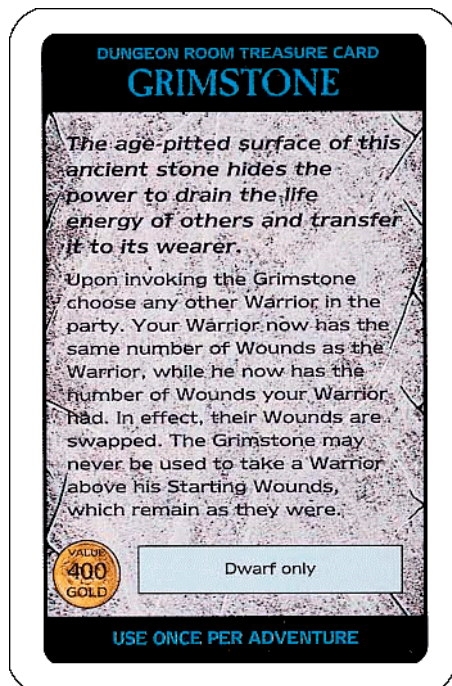 DUNGEON ROOM TREASURE CARD
GRIMSTONE
The age-pitted surface of this
ancient stone hides the
power to drain the life
energy of others and transfer
it to its wearer.
Upon invoking the Grimstone
choose any other Warrior in the
party. Your Warrior now has the
same number of Wounds as the
Warrior, while he now has the
number of Wounds your Warrior
had. In effect, their Wounds are
swapped. The Grimstone may
never be used to take a Warrior
above his Starting Wounds,
which remain as they were.
VALUE
400
GOLD
Dwarf only
USE ONCE PER ADVENTURE